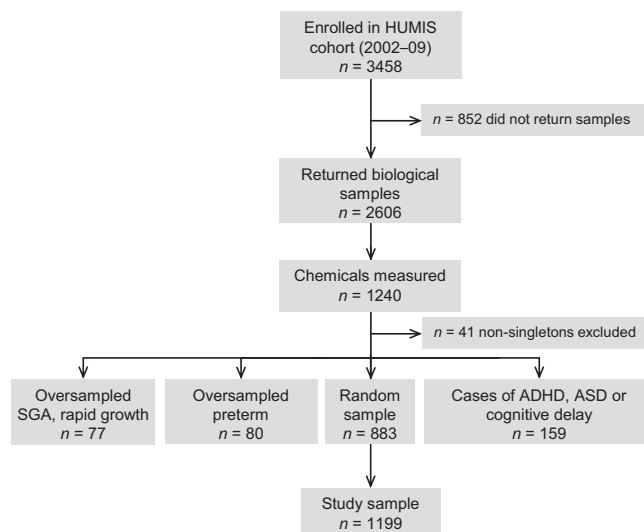 Enrolled in HUMIS
cohort (2002–09)
n = 3458
n = 852 did not return samples
Returned biological
samples
n = 2606
Chemicals measured
n = 1240
n = 41 non-singletons excluded
Oversampled
SGA, rapid growth
n = 77
Oversampled
preterm
n = 80
Random
sample
n = 883
Cases of ADHD, ASD or
cognitive delay
n = 159
Study sample
n = 1199